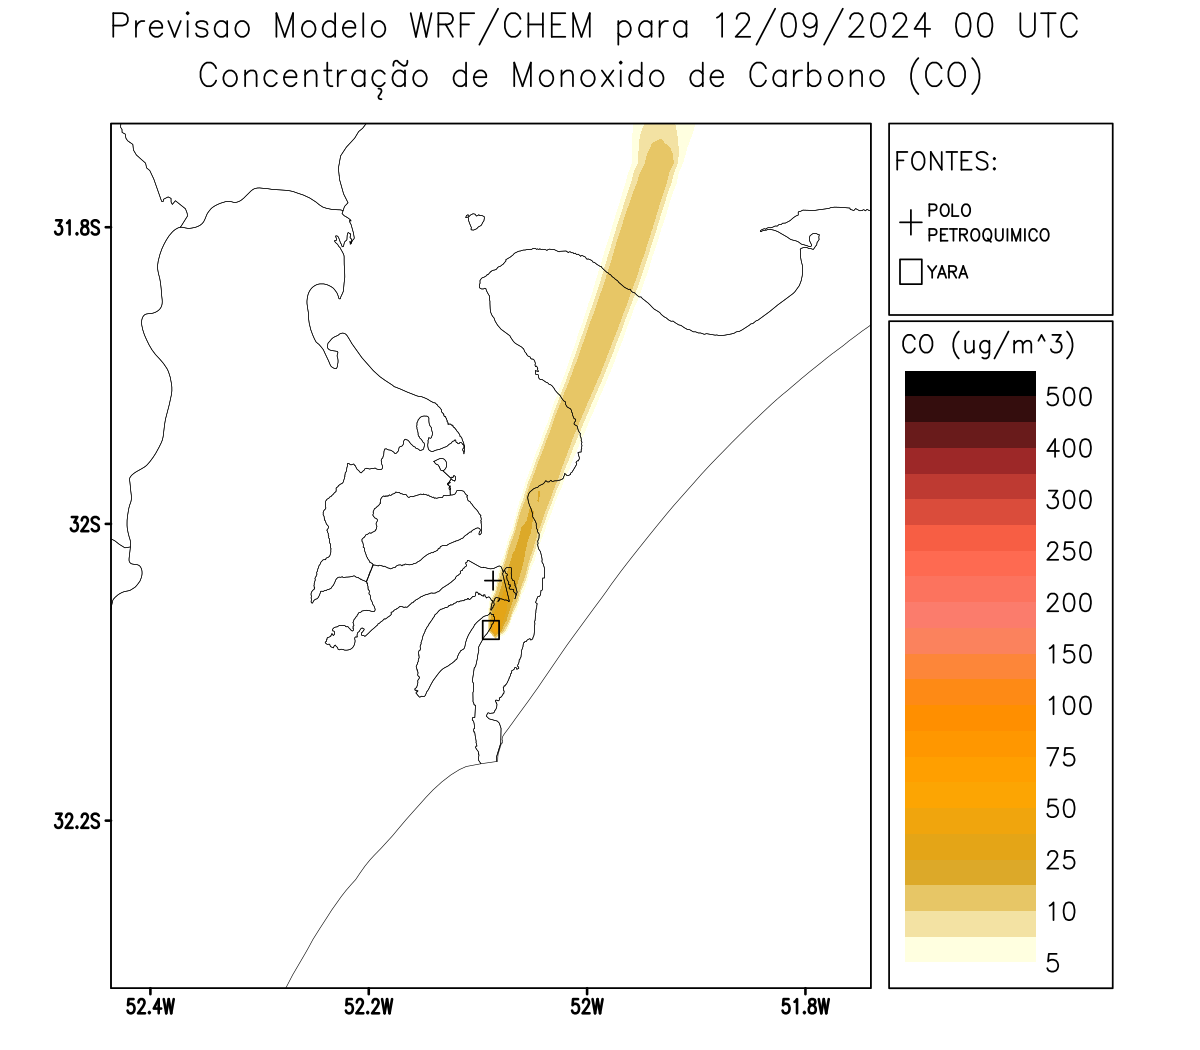 Previsao Modelo WRF/CHEM para 12/09/2024 00 UTC
Concentração de Monoxido de Carbono (CO)
FONTES:
POLO
PETROQUIMICO
YARA
CO (ug/m^3)
500
400
300
250
200
150
100
75
50
25
10
5
31.8S
32S
32.2S
52.4W
52.2W
52W
51.8W